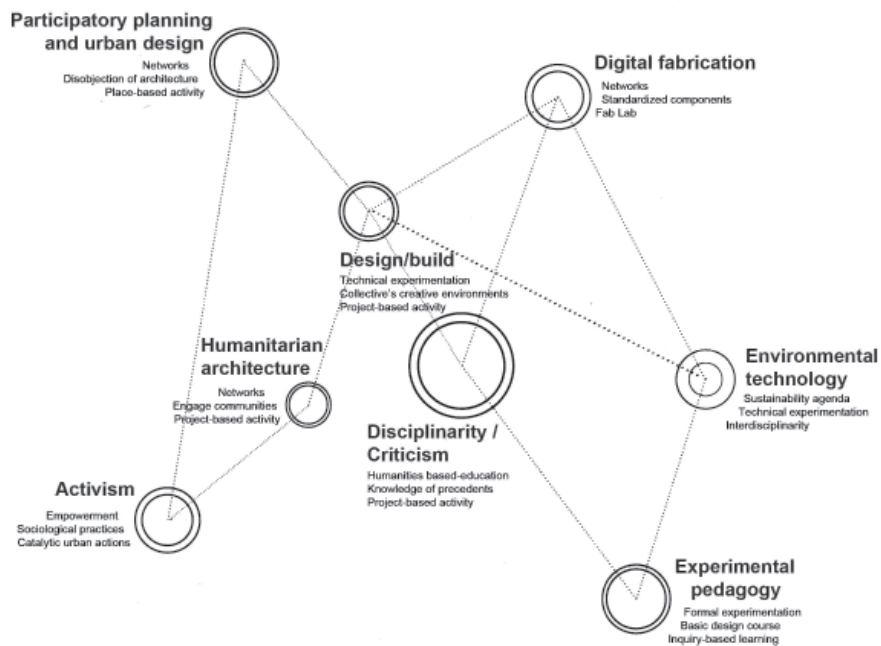 Participatory planning
and urban design
Networks
Disobjection of architecture
Place-based activity
Digital fabrication
Networks
Standardized components
Fab Lab
Design/build
Technical experimentation
Collective's creative environments
Project-based activity
Humanitarian
architecture
Networks
Engage communities
Project-based activity
Environmental
technology
Sustainability agenda
Technical experimentation
Interdisciplinarity
Disciplinarity /
Criticism
Humanities based-education
Knowledge of precedents
Project-based activity
Activism
Empowerment
Sociological practices
Catalytic urban actions
Experimental
pedagogy
Formal experimentation
Basic design course
Inquiry-based learning